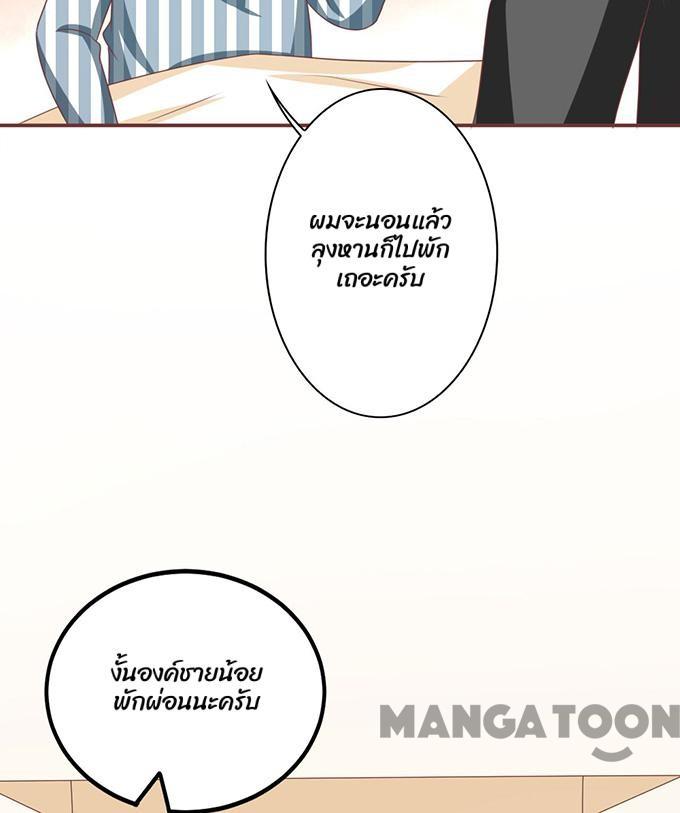 ผมจะนอนแล้ว
ลุงหานก็ไปพัก
เถอะครับ
งั้นองค์ชายน้อย
พักผ่อนนะครับ
MANGATOON